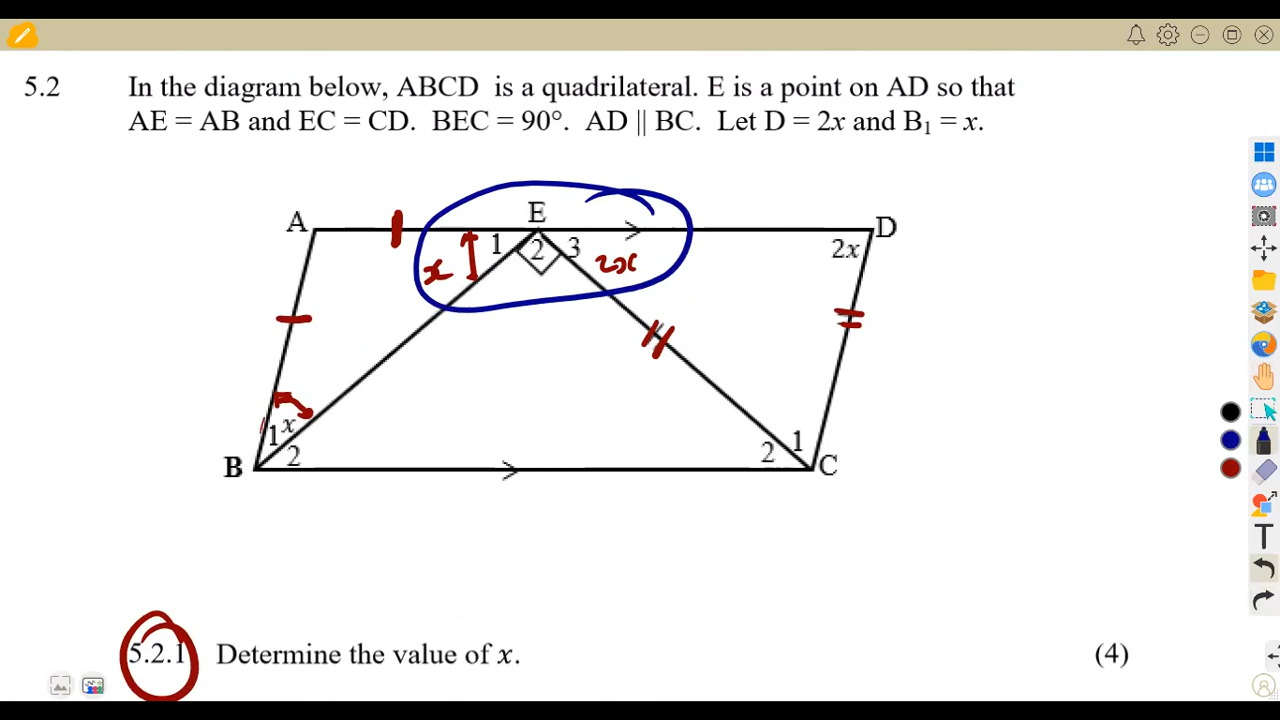 5.2 In the diagram below, ABCD is a quadrilateral. E is a point on AD so that
AE = AB and EC = CD. BEC = 90°. AD || BC. Let D = 2x and B₁ = x.
A E D
1 2 3 2x
x 2x
1 x 2 2 1
B C
5.2.1 Determine the value of x. (4)
T